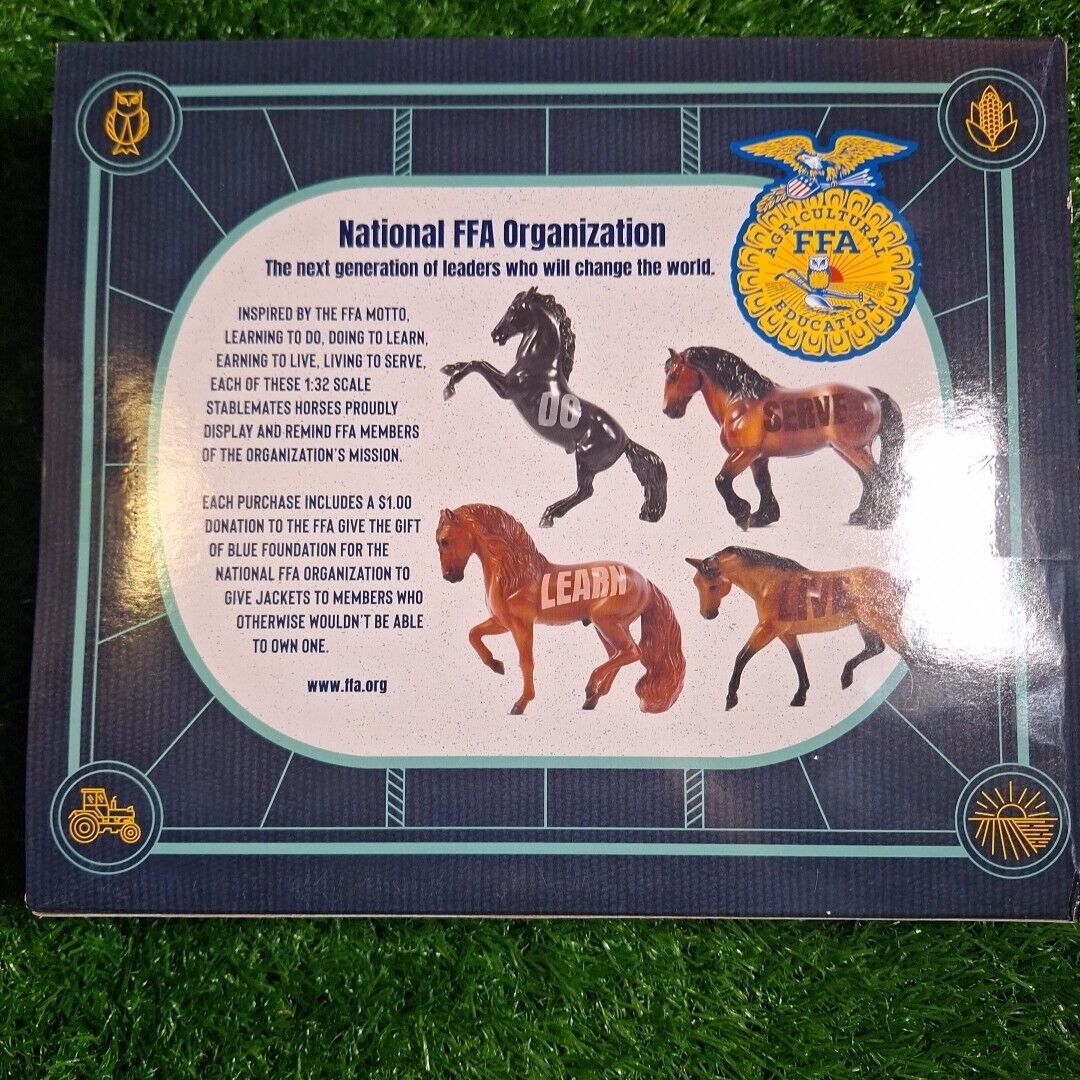 National FFA Organization
The next generation of leaders who will change the world.
AGRICULTURAL
FFA
EDUCATION
INSPIRED BY THE FFA MOTTO,
LEARNING TO DO, DOING TO LEARN,
EARNING TO LIVE, LIVING TO SERVE,
EACH OF THESE 1:32 SCALE
STABLEMATES HORSES PROUDLY
DISPLAY AND REMIND FFA MEMBERS
OF THE ORGANIZATION'S MISSION.
EACH PURCHASE INCLUDES A $1.00
DONATION TO THE FFA GIVE THE GIFT
OF BLUE FOUNDATION FOR THE
NATIONAL FFA ORGANIZATION TO
GIVE JACKETS TO MEMBERS WHO
OTHERWISE WOULDN'T BE ABLE
TO OWN ONE.
www.ffa.org
DO
SERVE
LEARN
LIVE